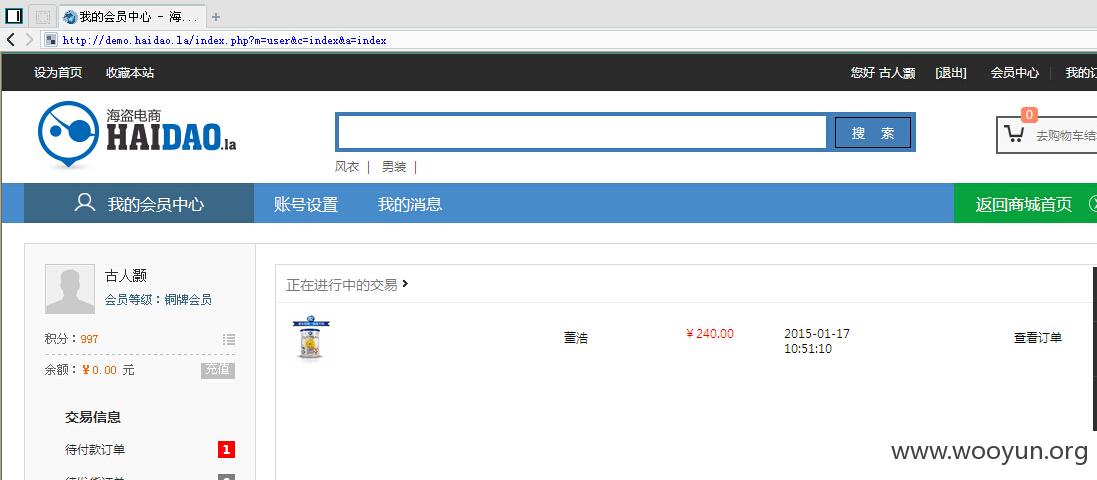 我的会员中心 - 海...
http://demo.haidao.la/index.php?m=user&c=index&a=index
设为首页 收藏本站 您好 古人灏 [退出] 会员中心 | 我的订
海盗电商
HAIDAO.la
搜 索
0
去购物车结
风衣 | 男装 |
我的会员中心 账号设置 我的消息 返回商城首页
古人灏
会员等级：铜牌会员
积分：997
余额：¥0.00 元 充值
交易信息
待付款订单 1
正在进行中的交易
董浩 ¥240.00 2015-01-17 查看订单
10:51:10
www.wooyun.org